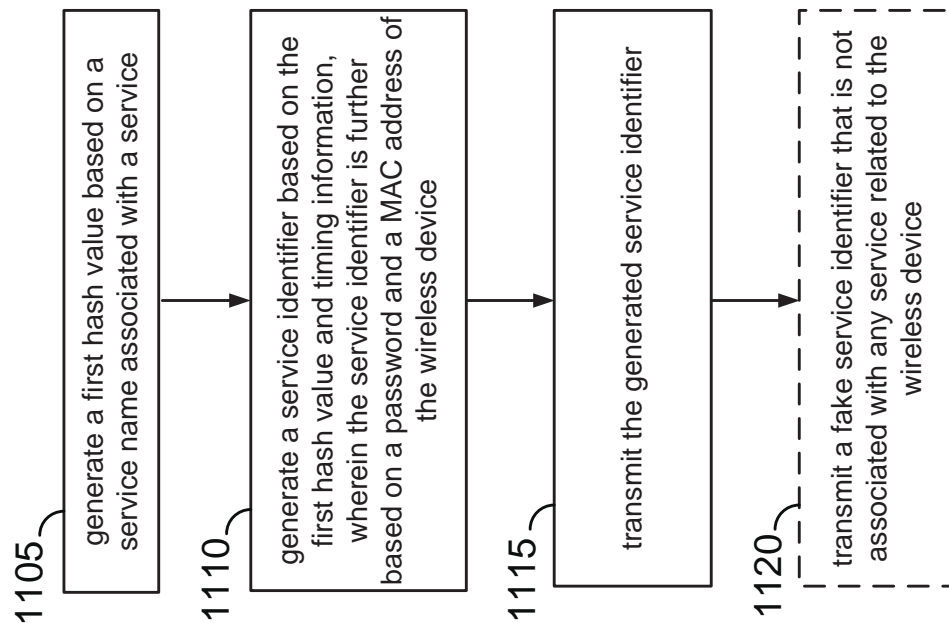 1105
generate a first hash value based on a
service name associated with a service
1110
generate a service identifier based on the
first hash value and timing information,
wherein the service identifier is further
based on a password and a MAC address of
the wireless device
1115
transmit the generated service identifier
1120
transmit a fake service identifier that is not
associated with any service related to the
wireless device